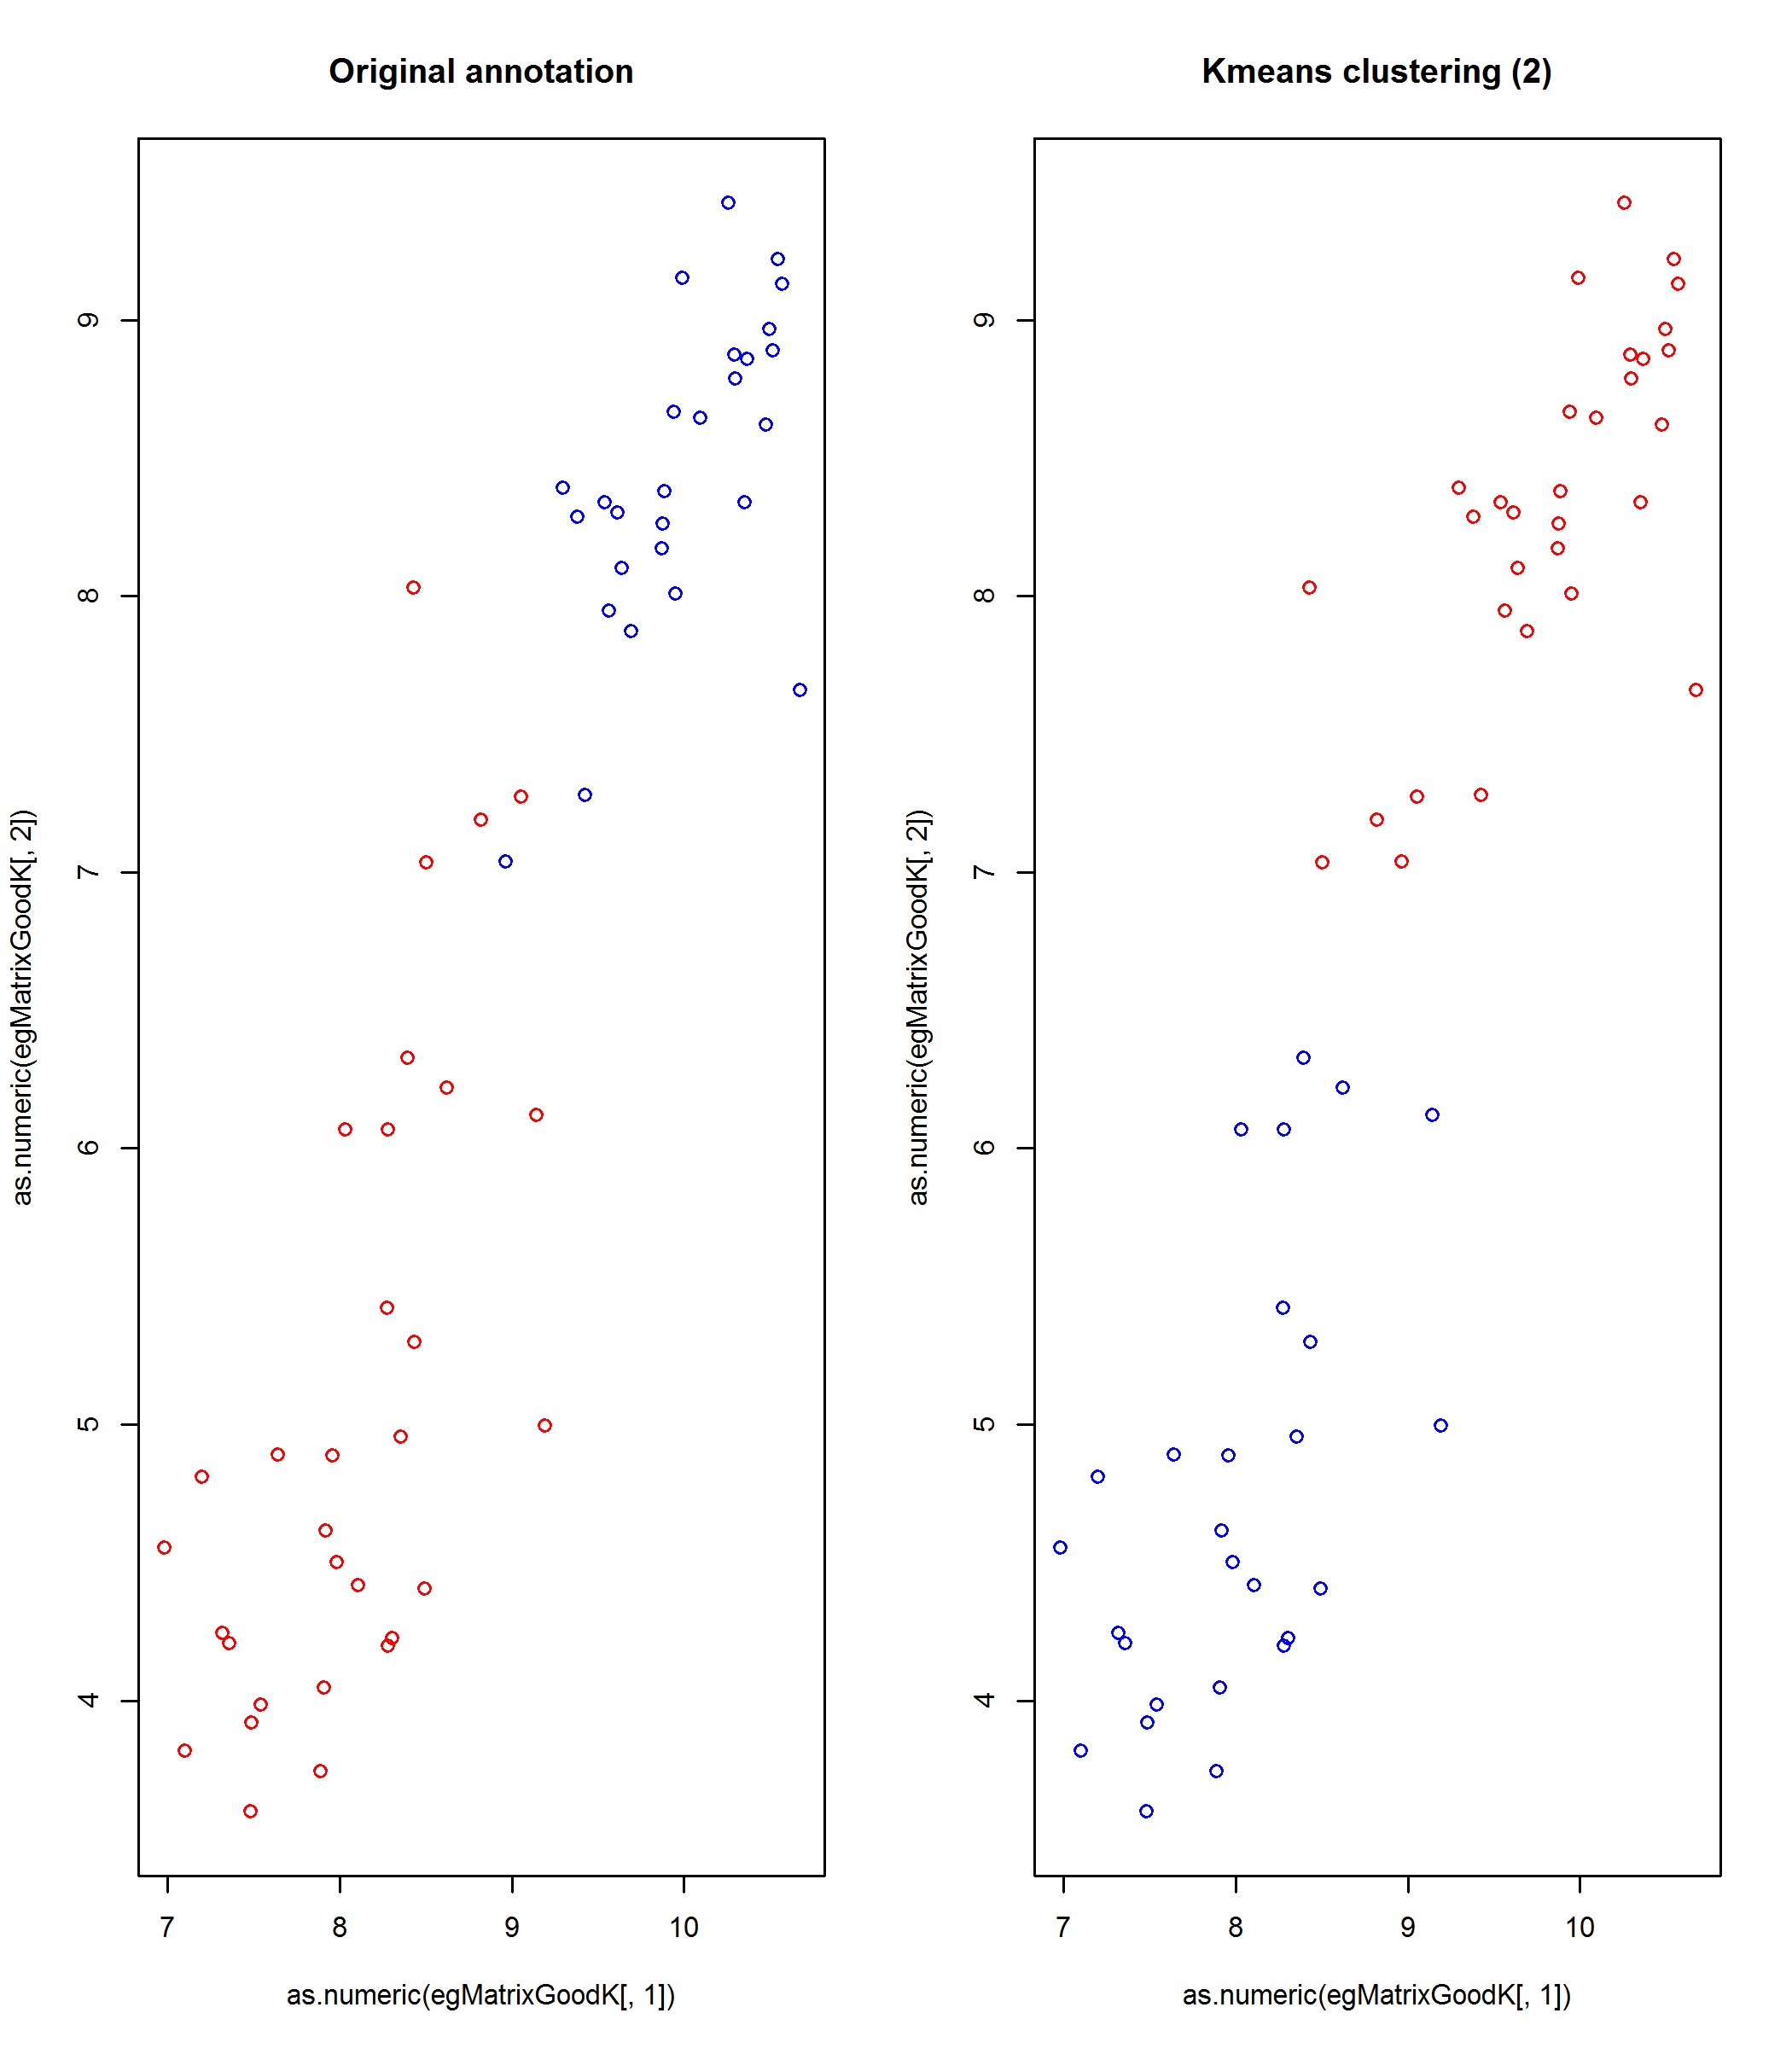 Original annotation
as.numeric(egMatrixGoodK[, 2])
9
8
7
6
5
4
7 8 9 10
as.numeric(egMatrixGoodK[, 1])
Kmeans clustering (2)
as.numeric(egMatrixGoodK[, 2])
9
8
7
6
5
4
7 8 9 10
as.numeric(egMatrixGoodK[, 1])